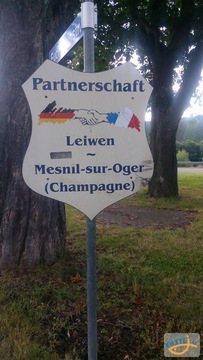 Partnerschaft
Leiwen
~
Mesnil-sur-Oger
(Champagne)